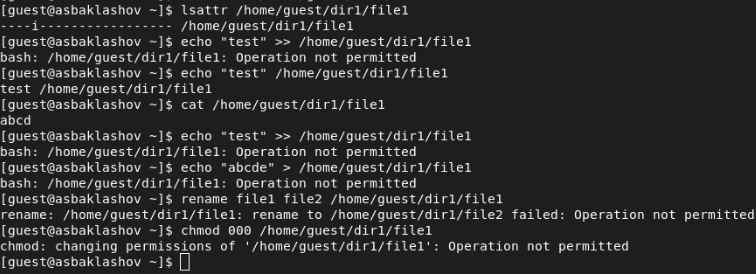 [guest@asbaklashov ~]$ lsattr /home/guest/dir1/file1
----i----------------- /home/guest/dir1/file1
[guest@asbaklashov ~]$ echo "test" >> /home/guest/dir1/file1
bash: /home/guest/dir1/file1: Operation not permitted
[guest@asbaklashov ~]$ echo "test" /home/guest/dir1/file1
test /home/guest/dir1/file1
[guest@asbaklashov ~]$ cat /home/guest/dir1/file1
abcd
[guest@asbaklashov ~]$ echo "test" >> /home/guest/dir1/file1
bash: /home/guest/dir1/file1: Operation not permitted
[guest@asbaklashov ~]$ echo "abcde" > /home/guest/dir1/file1
bash: /home/guest/dir1/file1: Operation not permitted
[guest@asbaklashov ~]$ rename file1 file2 /home/guest/dir1/file1
rename: /home/guest/dir1/file1: rename to /home/guest/dir1/file2 failed: Operation not permitted
[guest@asbaklashov ~]$ chmod 000 /home/guest/dir1/file1
chmod: changing permissions of '/home/guest/dir1/file1': Operation not permitted
[guest@asbaklashov ~]$